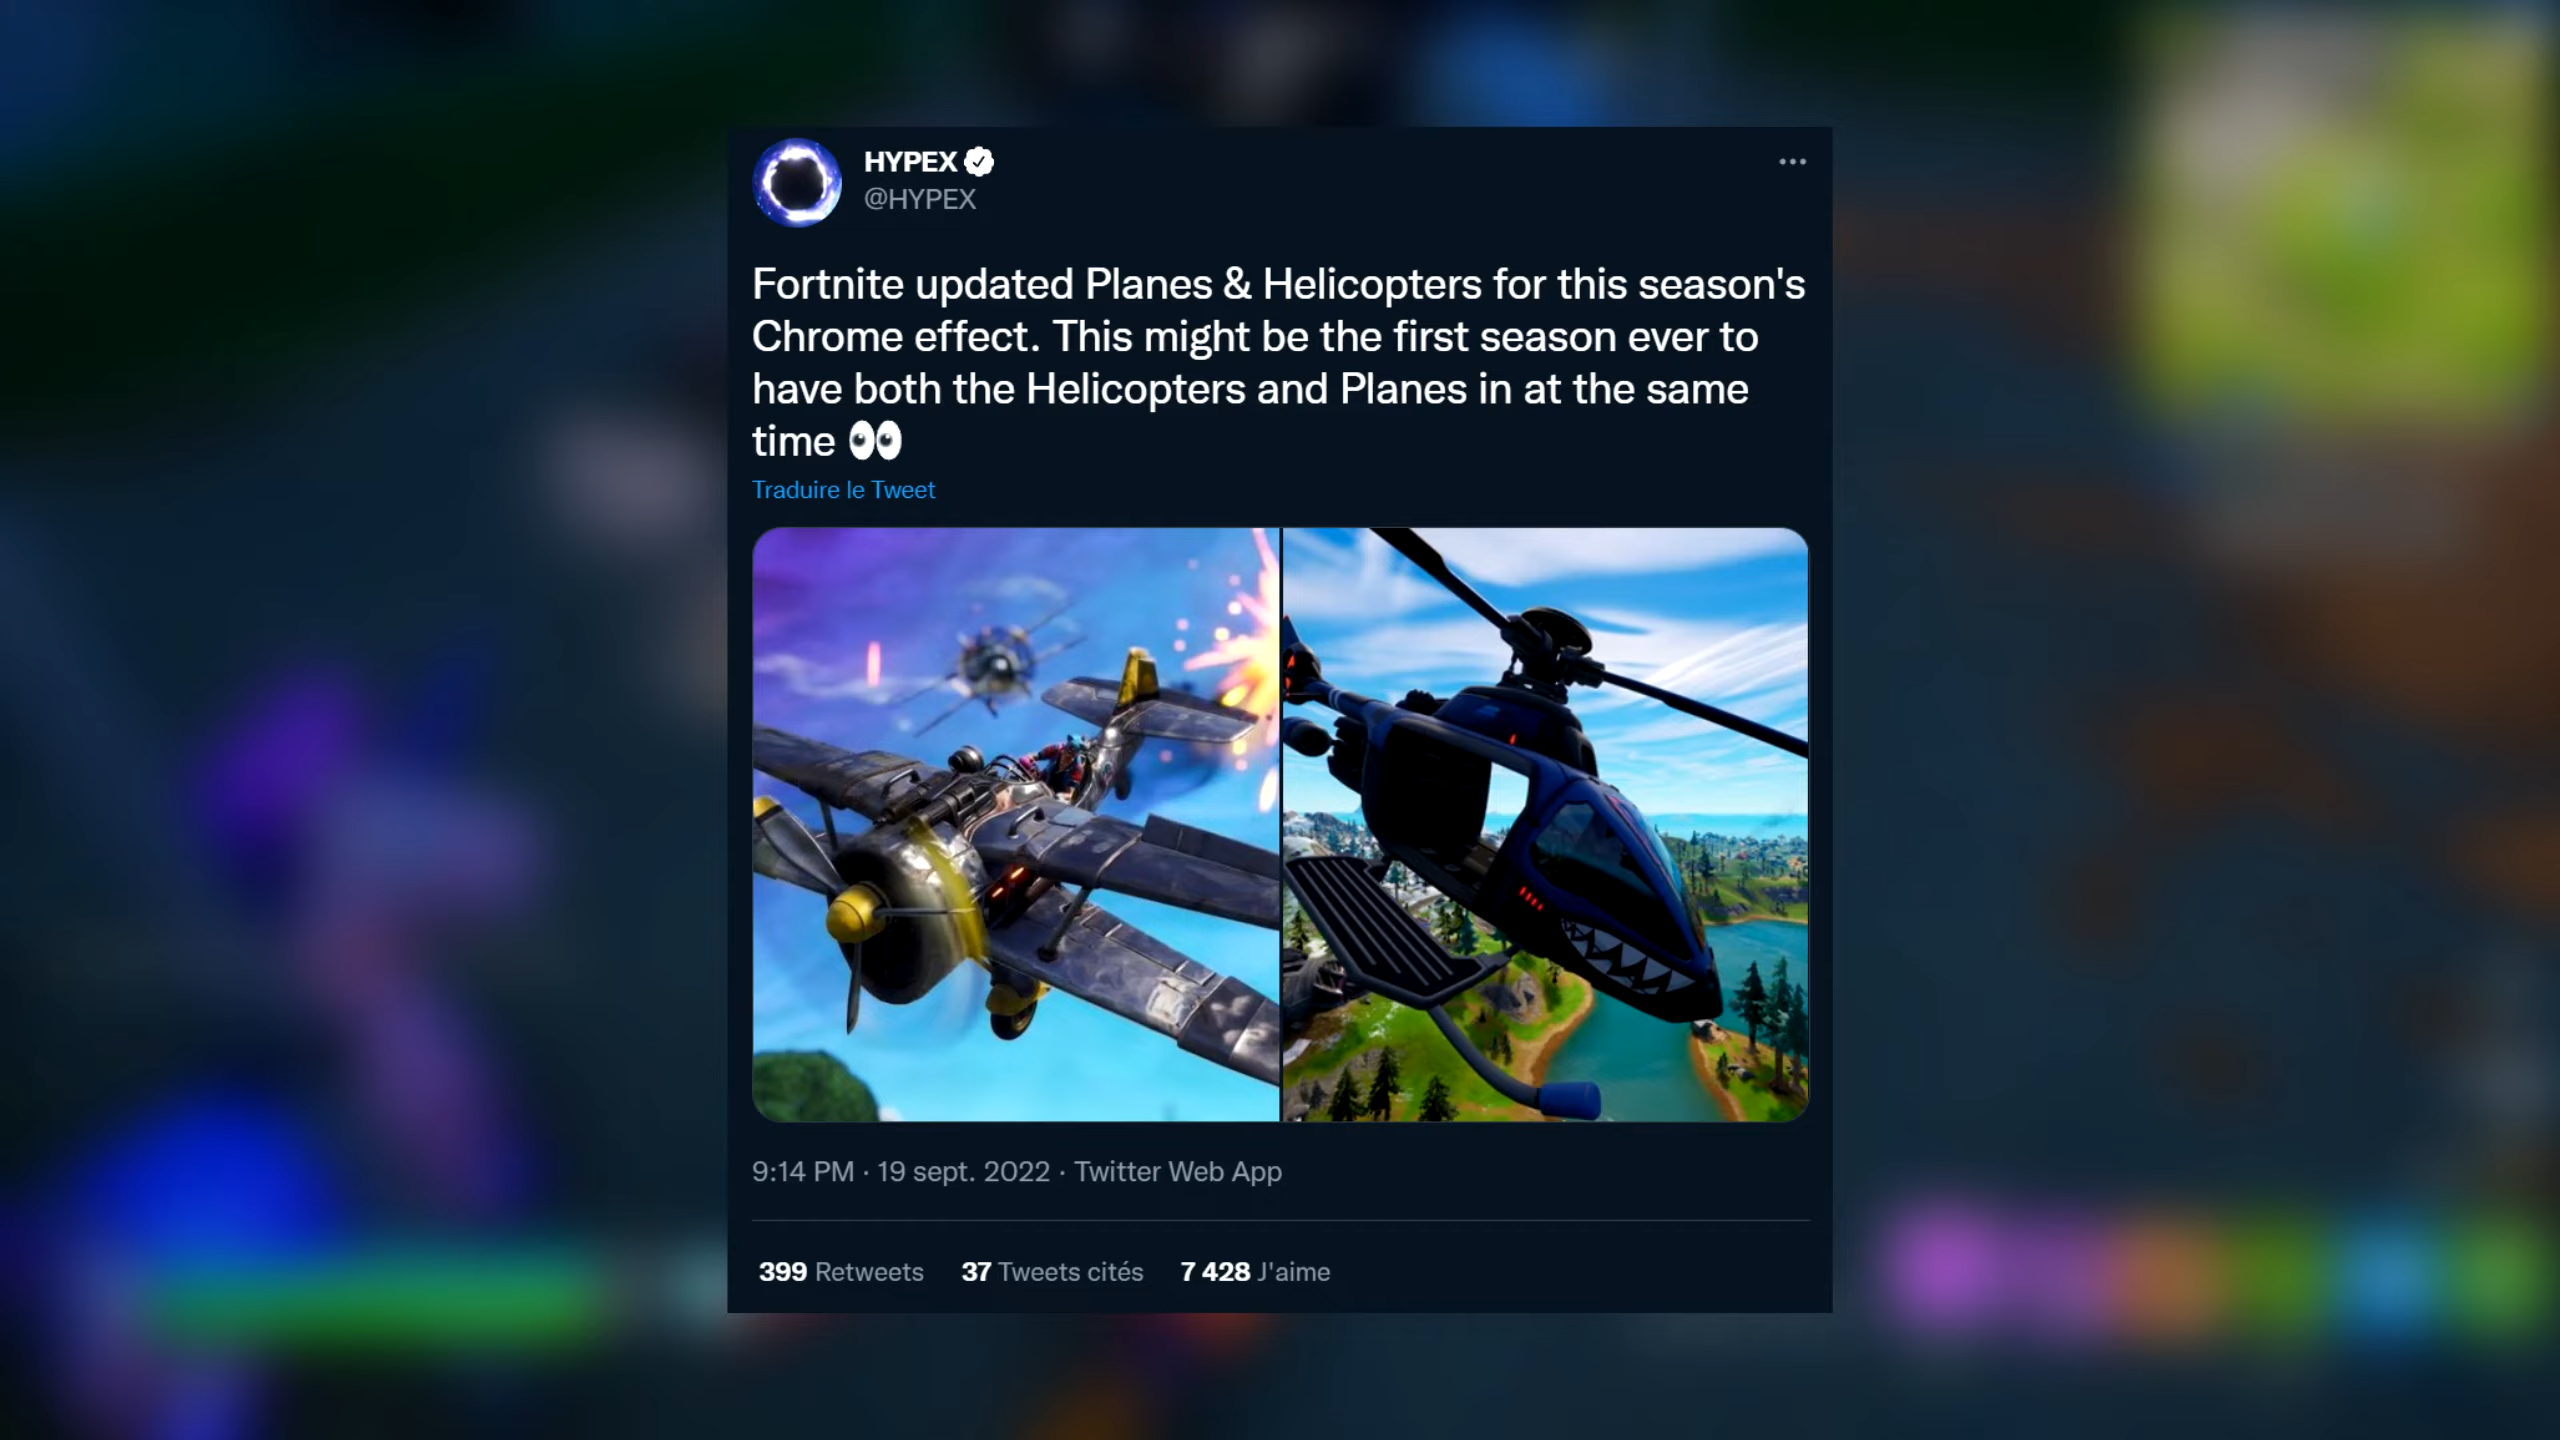 HYPEX
@HYPEX
Fortnite updated Planes & Helicopters for this season's
Chrome effect. This might be the first season ever to
have both the Helicopters and Planes in at the same
time 👀
Traduire le Tweet
9:14 PM · 19 sept. 2022 · Twitter Web App
399 Retweets 37 Tweets cités 7 428 J'aime